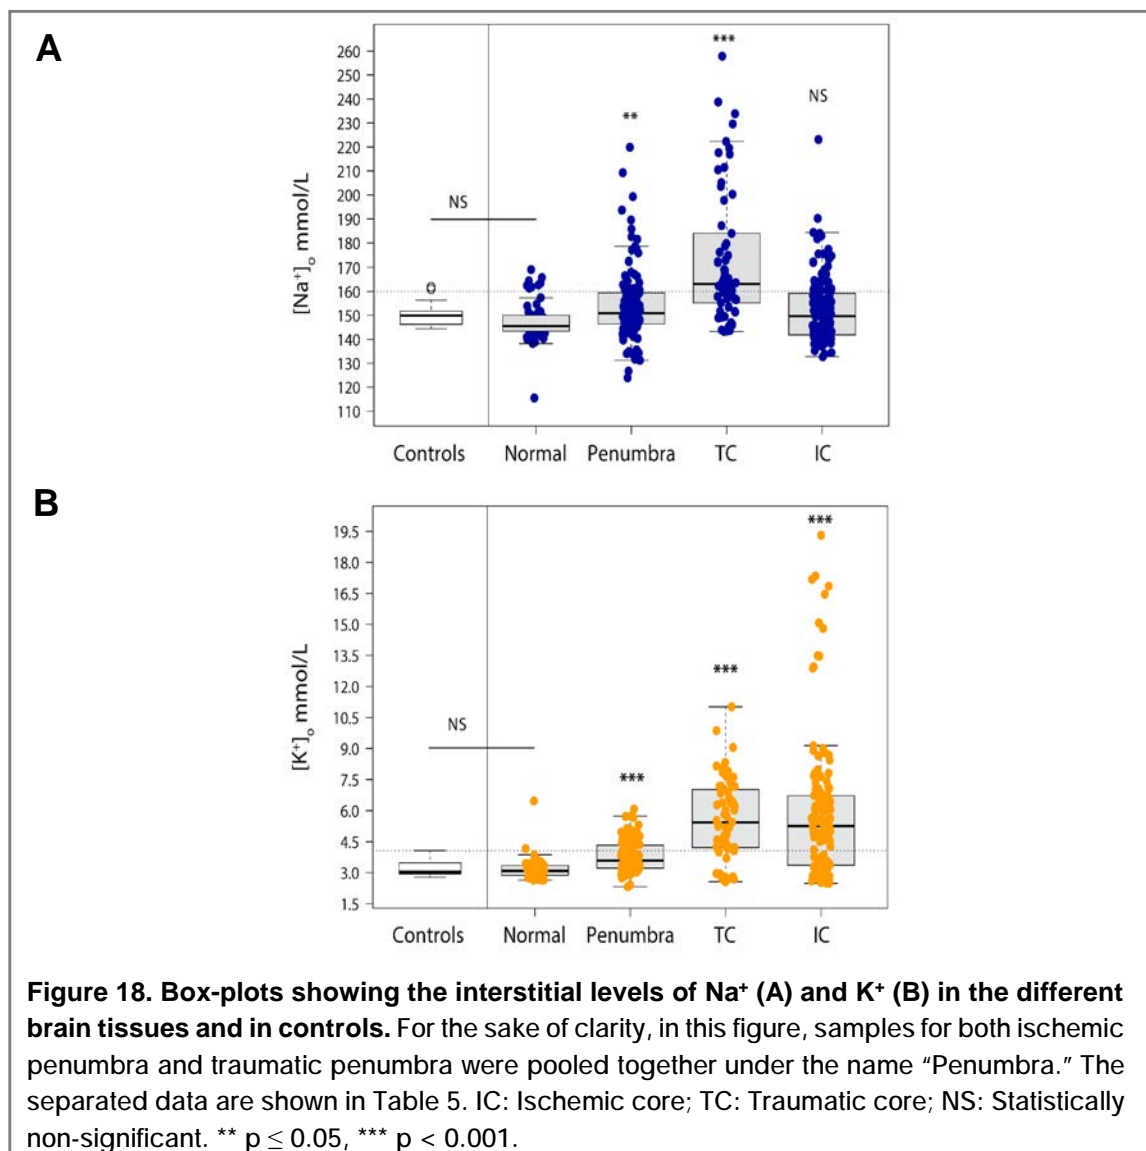 A
[Na⁺]ₒ mmol/L
260
250
240
230
220
210
200
190
180
170
160
150
140
130
120
110
NS
**
***
NS
Controls Normal Penumbra TC IC
B
[K⁺]ₒ mmol/L
19.5
18.0
16.5
15.0
13.5
12.0
10.5
9.0
7.5
6.0
4.5
3.0
1.5
NS
***
***
***
Controls Normal Penumbra TC IC
Figure 18. Box-plots showing the interstitial levels of Na⁺ (A) and K⁺ (B) in the different
brain tissues and in controls. For the sake of clarity, in this figure, samples for both ischemic
penumbra and traumatic penumbra were pooled together under the name “Penumbra.” The
separated data are shown in Table 5. IC: Ischemic core; TC: Traumatic core; NS: Statistically
non-significant. ** p ≤ 0.05, *** p < 0.001.